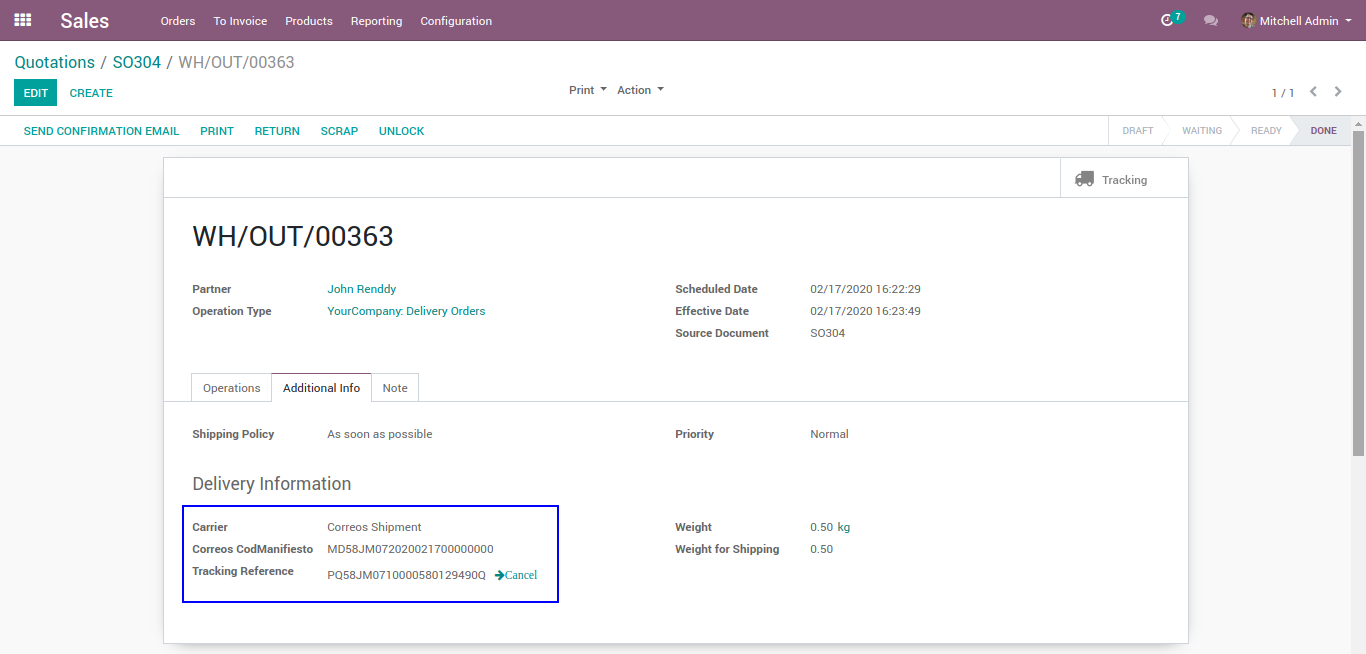 Sales Orders To Invoice Products Reporting Configuration 7 Mitchell Admin
Quotations / SO304 / WH/OUT/00363
EDIT CREATE Print Action 1 / 1
SEND CONFIRMATION EMAIL PRINT RETURN SCRAP UNLOCK DRAFT WAITING READY DONE
Tracking
WH/OUT/00363
Partner John Renddy Scheduled Date 02/17/2020 16:22:29
Operation Type YourCompany: Delivery Orders Effective Date 02/17/2020 16:23:49
Source Document SO304
Operations Additional Info Note
Shipping Policy As soon as possible Priority Normal
Delivery Information
Carrier Correos Shipment Weight 0.50 kg
Correos CodManifiesto MD58JM072020021700000000 Weight for Shipping 0.50
Tracking Reference PQ58JM0710000580129490Q Cancel